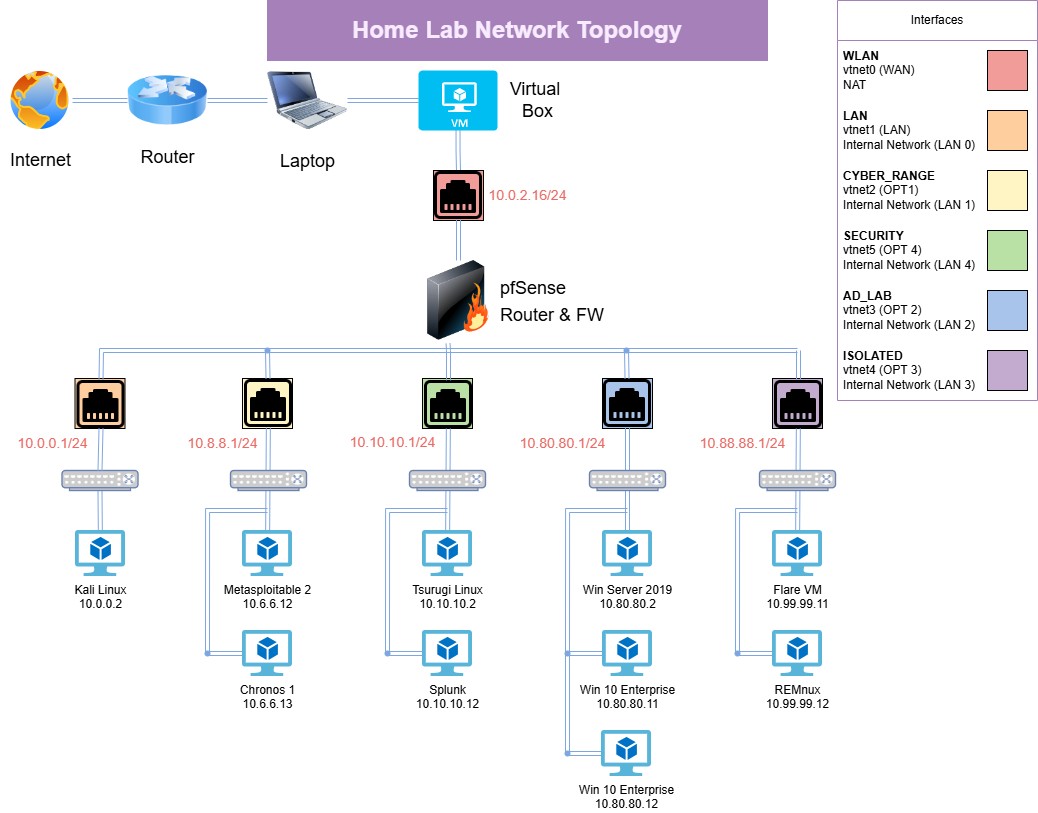 Home Lab Network Topology
Internet
Router
Laptop
VM
Virtual
Box
10.0.2.16/24
pfSense
Router & FW
10.0.0.1/24
10.8.8.1/24
10.10.10.1/24
10.80.80.1/24
10.88.88.1/24
Kali Linux
10.0.0.2
Metasploitable 2
10.6.6.12
Tsurugi Linux
10.10.10.2
Win Server 2019
10.80.80.2
Flare VM
10.99.99.11
Chronos 1
10.6.6.13
Splunk
10.10.10.12
Win 10 Enterprise
10.80.80.11
REMnux
10.99.99.12
Win 10 Enterprise
10.80.80.12
Interfaces
WLAN
vtnet0 (WAN)
NAT
LAN
vtnet1 (LAN)
Internal Network (LAN 0)
CYBER_RANGE
vtnet2 (OPT1)
Internal Network (LAN 1)
SECURITY
vtnet5 (OPT 4)
Internal Network (LAN 4)
AD_LAB
vtnet3 (OPT 2)
Internal Network (LAN 2)
ISOLATED
vtnet4 (OPT 3)
Internal Network (LAN 3)